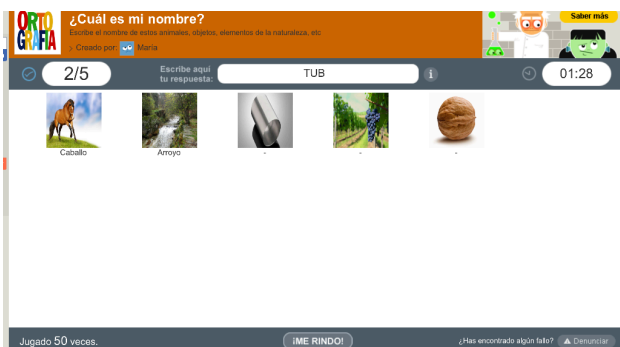 ORTO
GRAFÍA
¿Cuál es mi nombre?
Escribe el nombre de estos animales, objetos, elementos de la naturaleza, etc
> Creado por: María
Saber más
2/5
Escribe aquí
tu respuesta:
TUB
i
01:28
Caballo
Arroyo
-
-
-
Jugado 50 veces.
¡ME RINDO!
¿Has encontrado algún fallo?
Denunciar